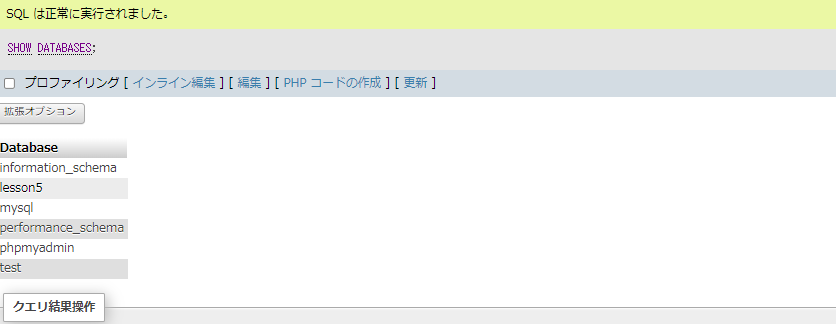 SQL は正常に実行されました。
SHOW DATABASES;
プロファイリング [ インライン編集 ] [ 編集 ] [ PHP コードの作成 ] [ 更新 ]
拡張オプション
Database
information_schema
lesson5
mysql
performance_schema
phpmyadmin
test
クエリ結果操作